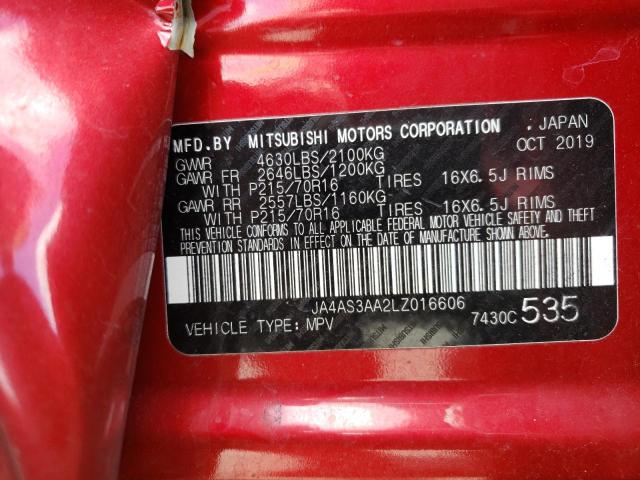 MFD.BY MITSUBISHI MOTORS CORPORATION . JAPAN
GVWR 4630LBS/2100KG OCT 2019
GAWR FR 2646LBS/1200KG
WITH P215/70R16 TIRES 16X6.5J RIMS
GAWR RR 2557LBS/1160KG
WITH P215/70R16 TIRES 16X6.5J RIMS
THIS VEHICLE CONFORMS TO ALL APPLICABLE FEDERAL MOTOR VEHICLE SAFETY AND THEFT
PREVENTION STANDARDS IN EFFECT ON THE DATE OF MANUFACTURE SHOWN ABOVE.
JA4AS3AA2LZ016606
VEHICLE TYPE: MPV 7430C 535